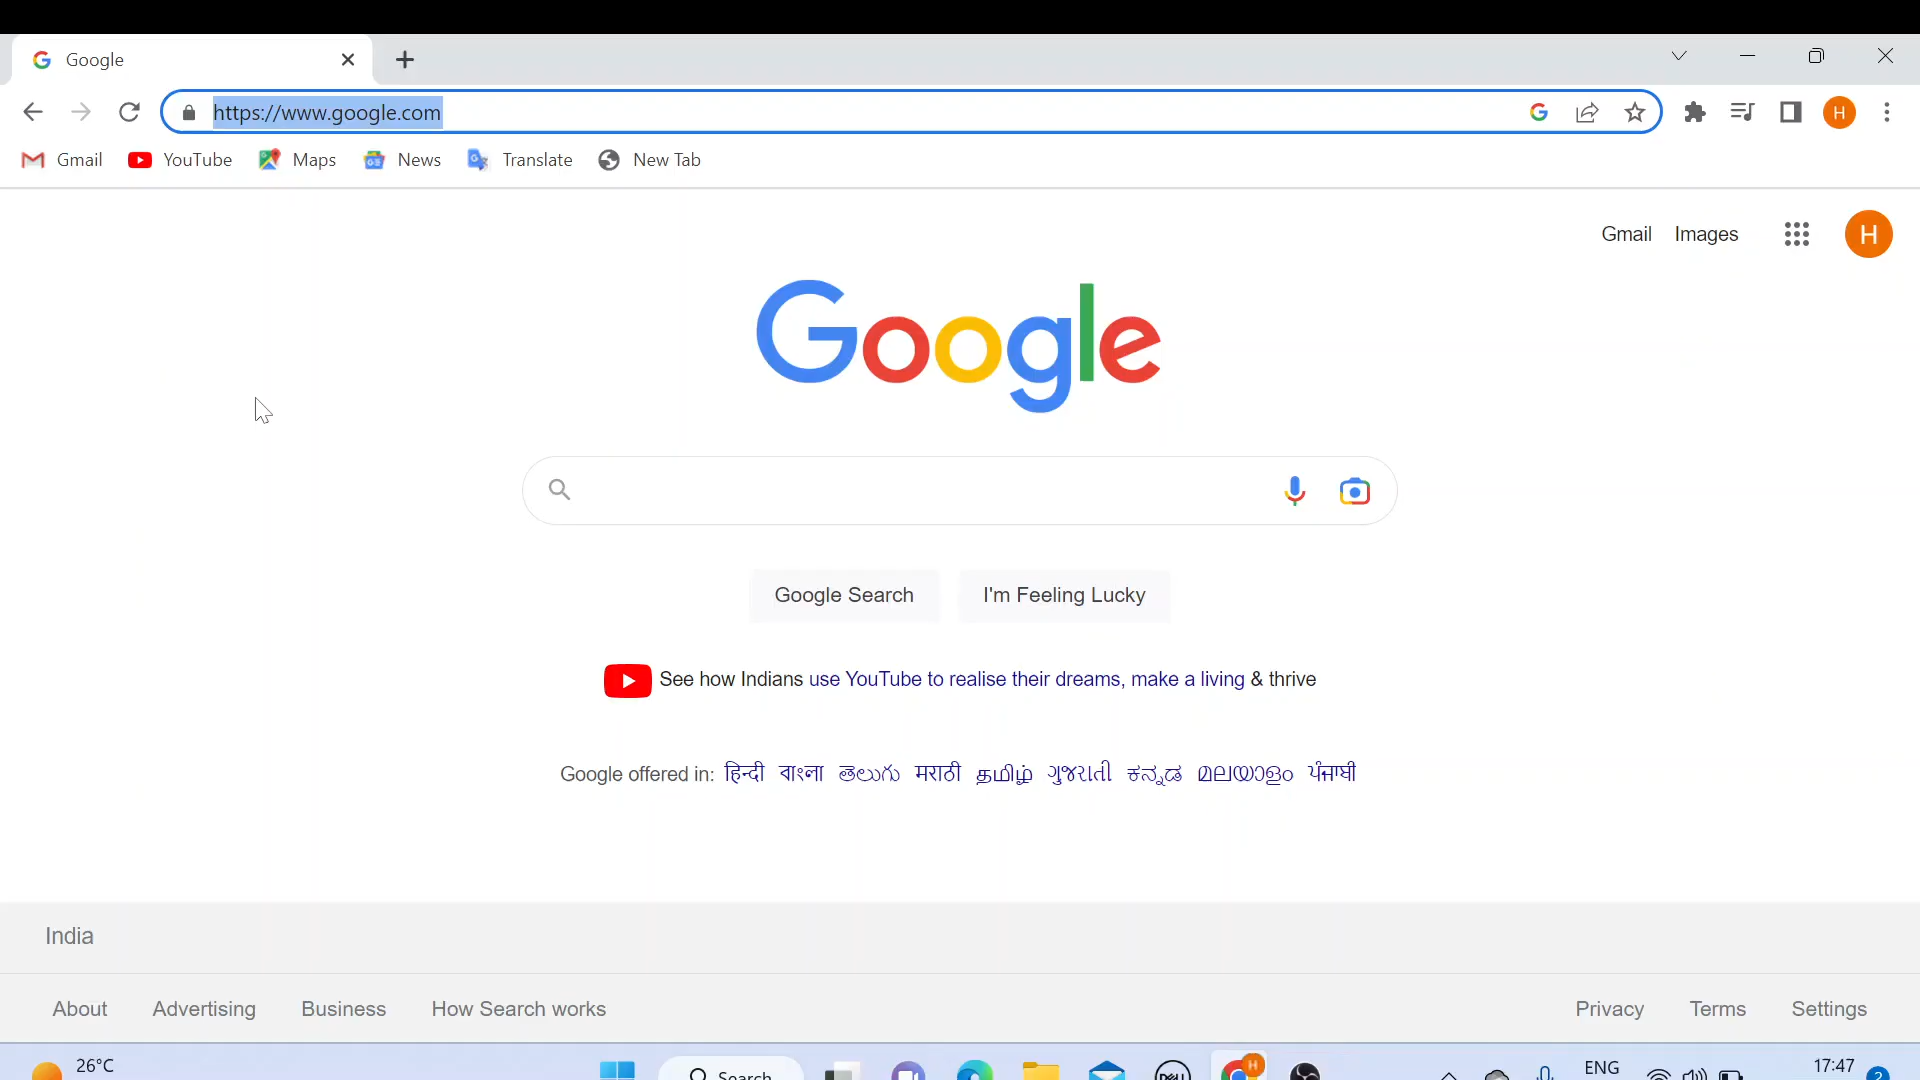 Google
https://www.google.com
H
Gmail YouTube Maps News Translate New Tab
Gmail Images H
Google
Google Search I'm Feeling Lucky
See how Indians use YouTube to realise their dreams, make a living & thrive
Google offered in: हिन्दी বাংলা తెలుగు मराठी தமிழ் ગુજરાતી ಕನ್ನಡ മലയാളം ਪੰਜਾਬੀ
India
About Advertising Business How Search works Privacy Terms Settings
26°C Search H ENG 17:47 2